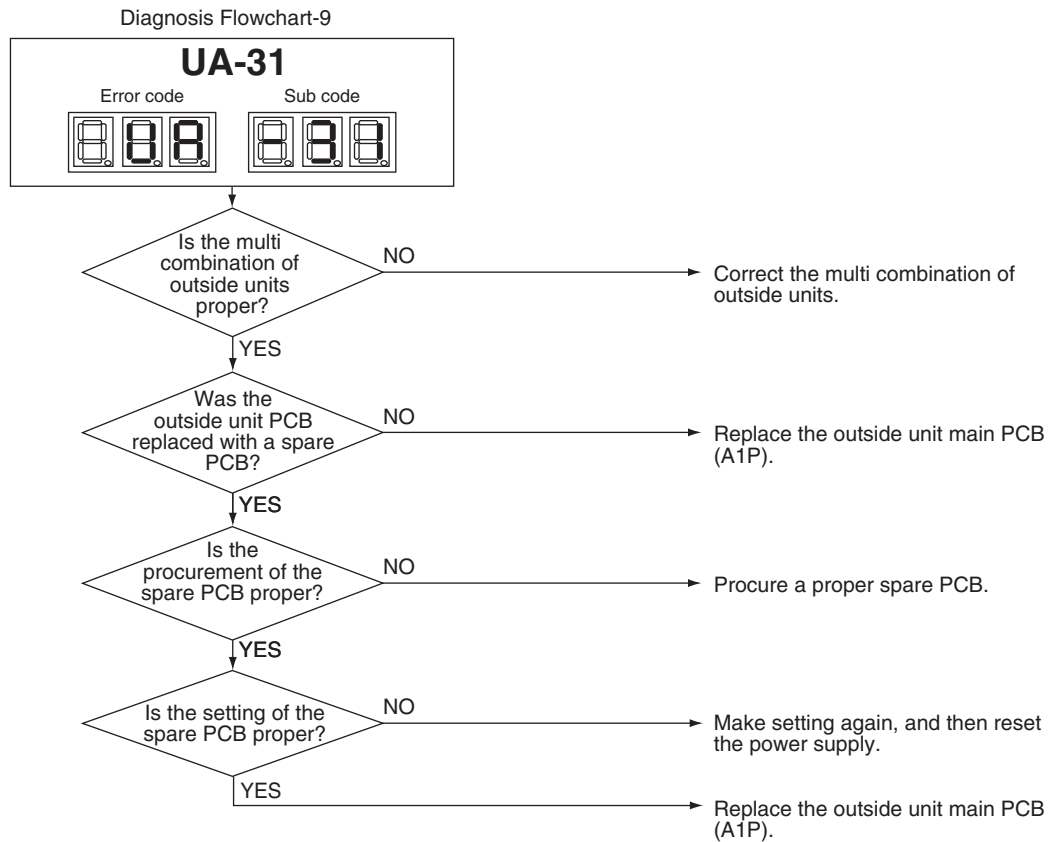 Diagnosis Flowchart-9
UA-31
Error code
Sub code
UA
-31
Is the multi
combination of
outside units
proper?
NO
Correct the multi combination of
outside units.
YES
Was the
outside unit PCB
replaced with a spare
PCB?
NO
Replace the outside unit main PCB
(A1P).
YES
Is the
procurement of the
spare PCB proper?
NO
Procure a proper spare PCB.
YES
Is the setting of the
spare PCB proper?
NO
Make setting again, and then reset
the power supply.
YES
Replace the outside unit main PCB
(A1P).